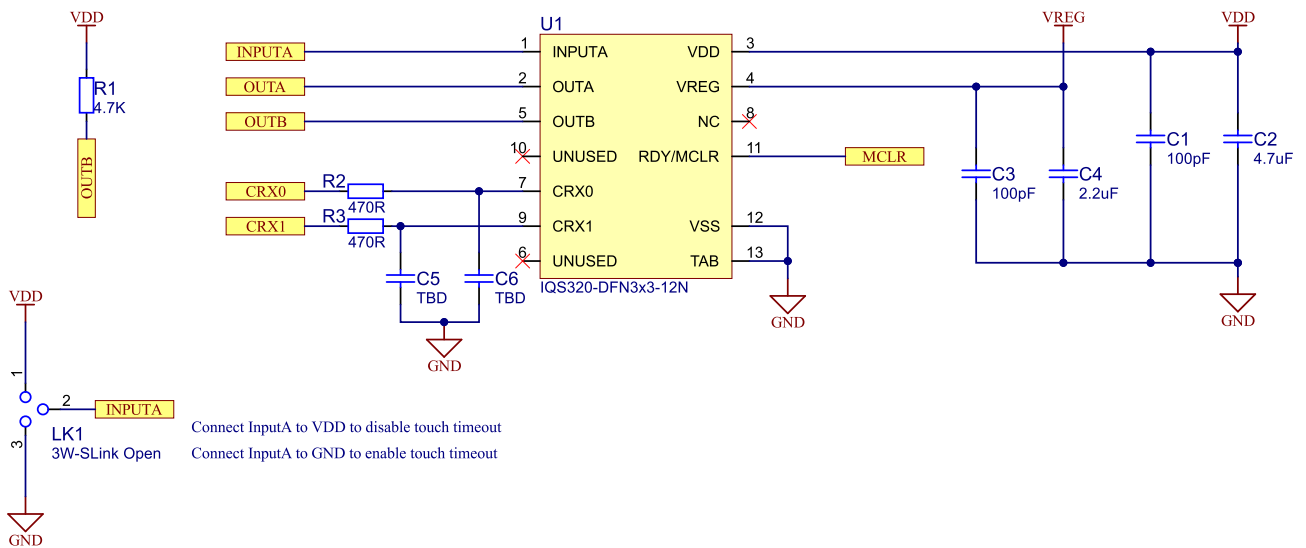 VDD
R1
4.7K
OUTB
INPUTA
OUTA
OUTB
CRX0
CRX1
R2
470R
R3
470R
C5
TBD
C6
TBD
GND
U1
1 INPUTA
2 OUTA
5 OUTB
10 UNUSED
7 CRX0
9 CRX1
6 UNUSED
VDD 3
VREG 4
NC 8
RDY/MCLR 11
VSS 12
TAB 13
IQS320-DFN3x3-12N
MCLR
GND
VREG
VDD
C3
100pF
C4
2.2uF
C1
100pF
C2
4.7uF
GND
VDD
1
2
3
INPUTA
LK1
3W-SLink Open
GND
Connect InputA to VDD to disable touch timeout
Connect InputA to GND to enable touch timeout